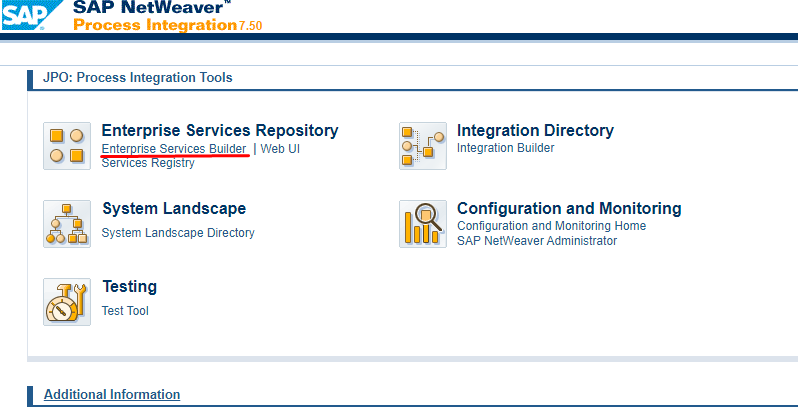 SAP
SAP NetWeaver™
Process Integration 7.50
JPO: Process Integration Tools
Enterprise Services Repository
Enterprise Services Builder | Web UI
Services Registry
Integration Directory
Integration Builder
System Landscape
System Landscape Directory
Configuration and Monitoring
Configuration and Monitoring Home
SAP NetWeaver Administrator
Testing
Test Tool
Additional Information